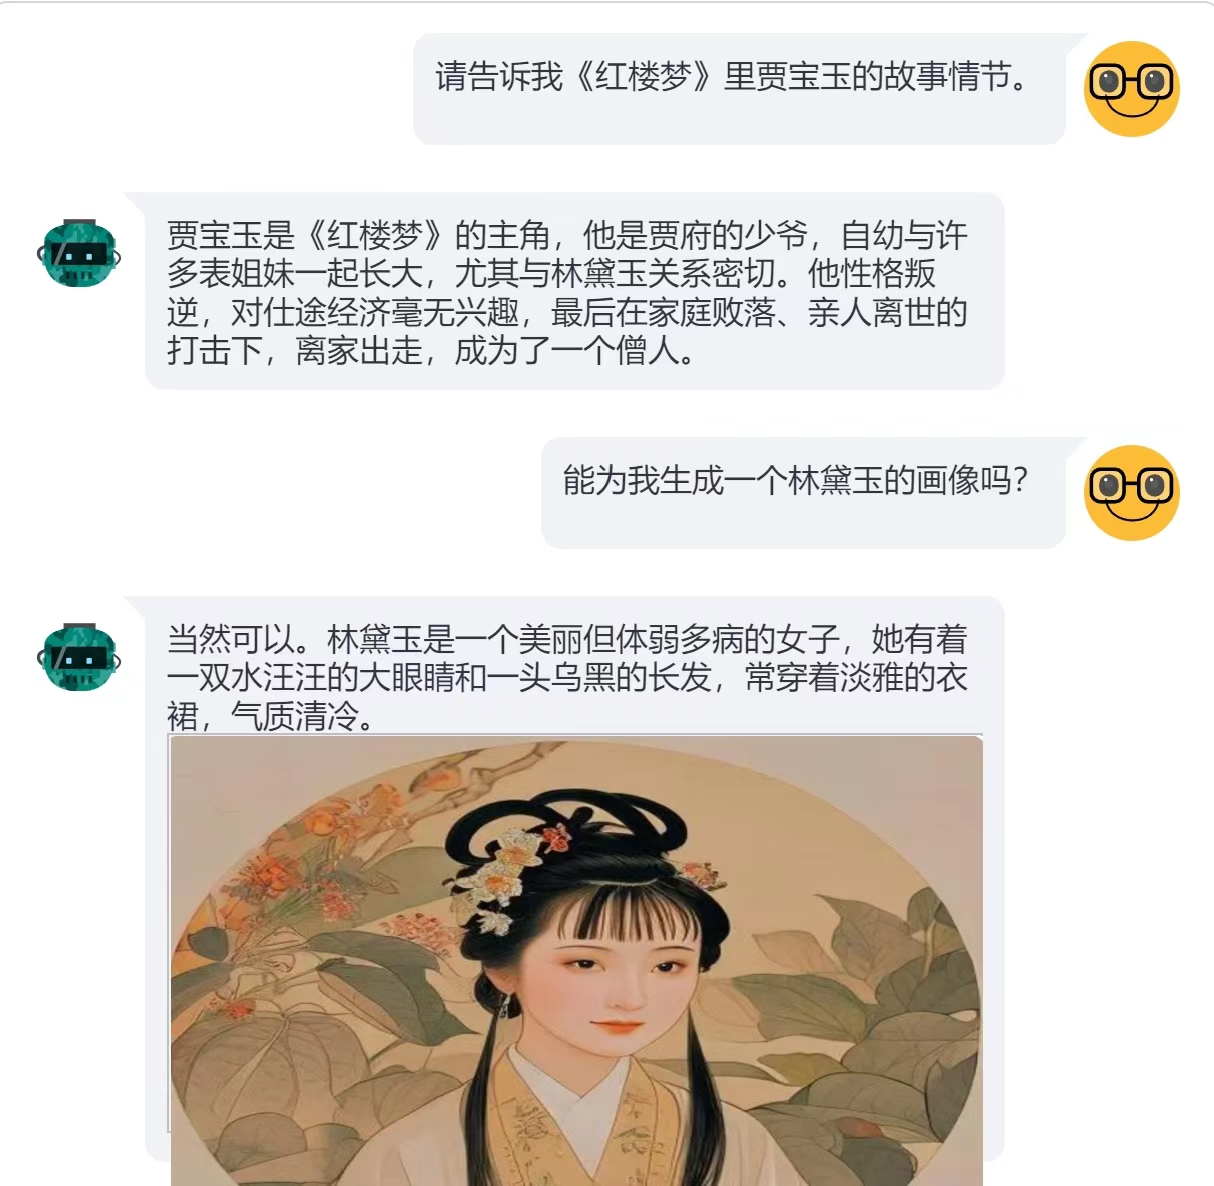 请告诉我《红楼梦》里贾宝玉的故事情节。
贾宝玉是《红楼梦》的主角，他是贾府的少爷，自幼与许
多表姐妹一起长大，尤其与林黛玉关系密切。他性格叛
逆，对仕途经济毫无兴趣，最后在家庭败落、亲人离世的
打击下，离家出走，成为了一个僧人。
能为我生成一个林黛玉的画像吗？
当然可以。林黛玉是一个美丽但体弱多病的女子，她有着
一双水汪汪的大眼睛和一头乌黑的长发，常穿着淡雅的衣
裙，气质清冷。